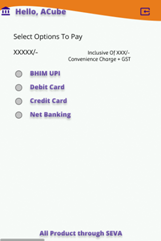 Hello, ACube
Select Options To Pay
XXXXX/-
Inclusive Of XXX/-
Convenience Charge + GST
BHIM UPI
Debit Card
Credit Card
Net Banking
All Product through SEVA